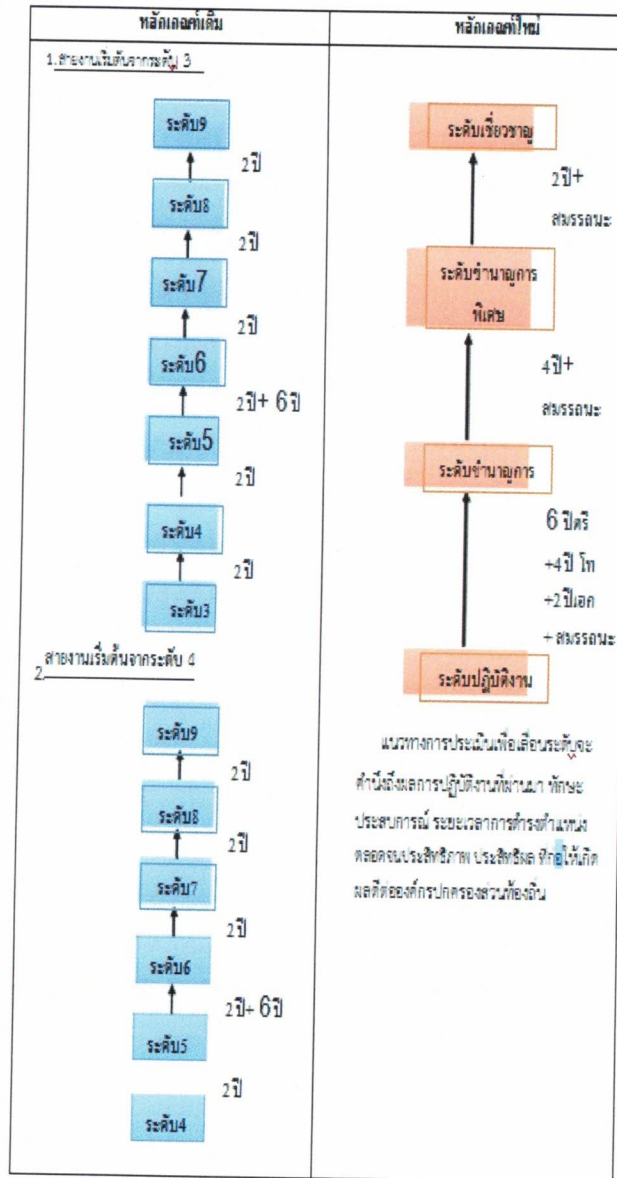 หลักเกณฑ์เดิม
1.สายงานเริ่มต้นจากระดับ 3
ระดับ9
2ปี
ระดับ8
2ปี
ระดับ7
2ปี
ระดับ6
2ปี+ 6ปี
ระดับ5
2ปี
ระดับ4
2ปี
ระดับ3
2.สายงานเริ่มต้นจากระดับ 4
ระดับ9
2ปี
ระดับ8
2ปี
ระดับ7
2ปี
ระดับ6
2ปี+ 6ปี
ระดับ5
2ปี
ระดับ4
หลักเกณฑ์ใหม่
ระดับเชี่ยวชาญ
2ปี+
สมรรถนะ
ระดับชำนาญการ
พิเศษ
4ปี+
สมรรถนะ
ระดับชำนาญการ
6 ปีตรี
+4ปี โท
+2ปีเอก
+สมรรถนะ
ระดับปฏิบัติงาน
แนวทางการประเมินเพื่อเลื่อนระดับจะ
คำนึงถึงผลการปฏิบัติงานที่ผ่านมา ทักษะ
ประสบการณ์ ระยะเวลาการดำรงตำแหน่ง
ตลอดจนประสิทธิภาพ ประสิทธิผล ที่กอให้เกิด
ผลดีต่อองค์กรปกครองส่วนท้องถิ่น